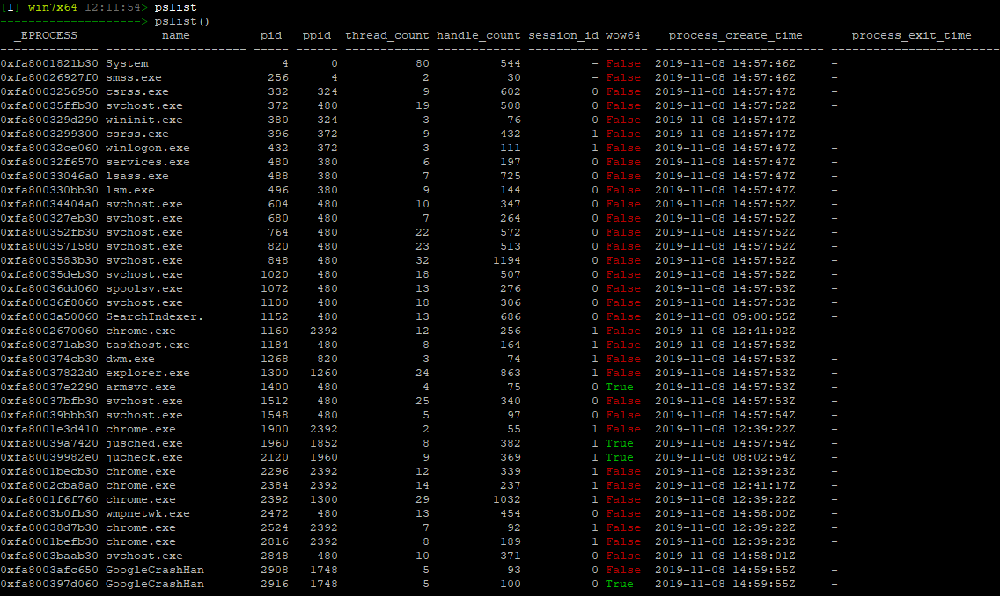 [1] win7x64 12:11:54> pslist
--------------------> pslist()
  _EPROCESS            name          pid   ppid  thread_count handle_count session_id wow64    process_create_time       process_exit_time
-------------- -------------------- ----- ------ ------------ ------------ ---------- ------ ------------------------ ------------------------
0xfa8001821b30 System                   4      0           80          544          - False  2019-11-08 14:57:46Z     -
0xfa80026927f0 smss.exe               256      4            2           30          - False  2019-11-08 14:57:46Z     -
0xfa8003256950 csrss.exe              332    324            9          602          0 False  2019-11-08 14:57:47Z     -
0xfa80035ffb30 svchost.exe            372    480           19          508          0 False  2019-11-08 14:57:52Z     -
0xfa800329d290 wininit.exe            380    324            3           76          0 False  2019-11-08 14:57:47Z     -
0xfa8003299300 csrss.exe              396    372            9          432          1 False  2019-11-08 14:57:47Z     -
0xfa80032ce060 winlogon.exe           432    372            3          111          1 False  2019-11-08 14:57:47Z     -
0xfa80032f6570 services.exe           480    380            6          197          0 False  2019-11-08 14:57:47Z     -
0xfa80033046a0 lsass.exe              488    380            7          725          0 False  2019-11-08 14:57:47Z     -
0xfa800330bb30 lsm.exe                496    380            9          144          0 False  2019-11-08 14:57:47Z     -
0xfa80034404a0 svchost.exe            604    480           10          347          0 False  2019-11-08 14:57:52Z     -
0xfa800327eb30 svchost.exe            680    480            7          264          0 False  2019-11-08 14:57:52Z     -
0xfa800352fb30 svchost.exe            764    480           22          572          0 False  2019-11-08 14:57:52Z     -
0xfa8003571580 svchost.exe            820    480           23          513          0 False  2019-11-08 14:57:52Z     -
0xfa8003583b30 svchost.exe            848    480           32         1194          0 False  2019-11-08 14:57:52Z     -
0xfa80035deb30 svchost.exe           1020    480           18          507          0 False  2019-11-08 14:57:52Z     -
0xfa80036dd060 spoolsv.exe           1072    480           13          276          0 False  2019-11-08 14:57:53Z     -
0xfa80036f8060 svchost.exe           1100    480           18          306          0 False  2019-11-08 14:57:53Z     -
0xfa8003a50060 SearchIndexer.        1152    480           13          686          0 False  2019-11-08 09:00:55Z     -
0xfa8002670060 chrome.exe            1160   2392           12          256          1 False  2019-11-08 12:41:02Z     -
0xfa800371ab30 taskhost.exe          1184    480            8          164          1 False  2019-11-08 14:57:53Z     -
0xfa800374cb30 dwm.exe               1268    820            3           74          1 False  2019-11-08 14:57:53Z     -
0xfa80037822d0 explorer.exe          1300   1260           24          863          1 False  2019-11-08 14:57:53Z     -
0xfa80037e2290 armsvc.exe            1400    480            4           75          0 True   2019-11-08 14:57:53Z     -
0xfa80037bfb30 svchost.exe           1512    480           25          340          0 False  2019-11-08 14:57:53Z     -
0xfa80039bbb30 svchost.exe           1548    480            5           97          0 False  2019-11-08 14:57:54Z     -
0xfa8001e3d410 chrome.exe            1900   2392            2           55          1 False  2019-11-08 12:39:22Z     -
0xfa80039a7420 jusched.exe           1960   1852            8          382          1 True   2019-11-08 14:57:54Z     -
0xfa80039982e0 jucheck.exe           2120   1960            9          369          1 True   2019-11-08 08:02:54Z     -
0xfa8001becb30 chrome.exe            2296   2392           12          339          1 False  2019-11-08 12:39:23Z     -
0xfa8002cba8a0 chrome.exe            2384   2392           14          237          1 False  2019-11-08 12:41:17Z     -
0xfa8001f6f760 chrome.exe            2392   1300           29         1032          1 False  2019-11-08 12:39:22Z     -
0xfa8003b0fb30 wmpnetwk.exe          2472    480           13          454          0 False  2019-11-08 14:58:00Z     -
0xfa80038d7b30 chrome.exe            2524   2392            7           92          1 False  2019-11-08 12:39:22Z     -
0xfa8001befb30 chrome.exe            2816   2392            8          189          1 False  2019-11-08 12:39:23Z     -
0xfa8003baab30 svchost.exe           2848    480           10          371          0 False  2019-11-08 14:58:01Z     -
0xfa8003afc650 GoogleCrashHan        2908   1748            5           93          0 False  2019-11-08 14:59:55Z     -
0xfa800397d060 GoogleCrashHan        2916   1748            5          100          0 True   2019-11-08 14:59:55Z     -